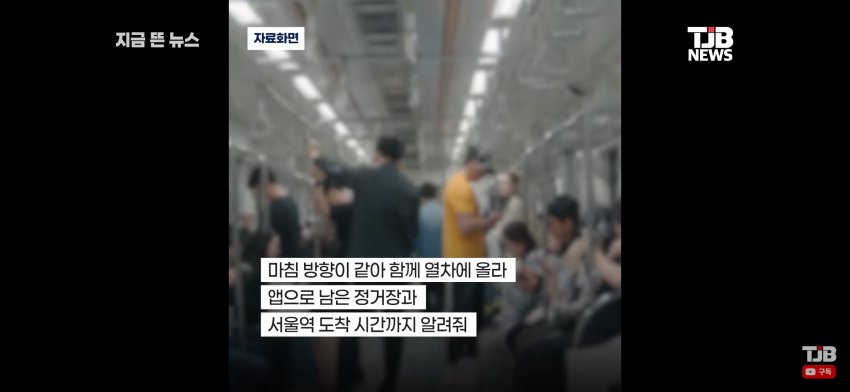 지금 뜬 뉴스
자료화면
TJB
NEWS
마침 방향이 같아 함께 열차에 올라
앱으로 남은 정거장과
서울역 도착 시간까지 알려줘
TJB
구독